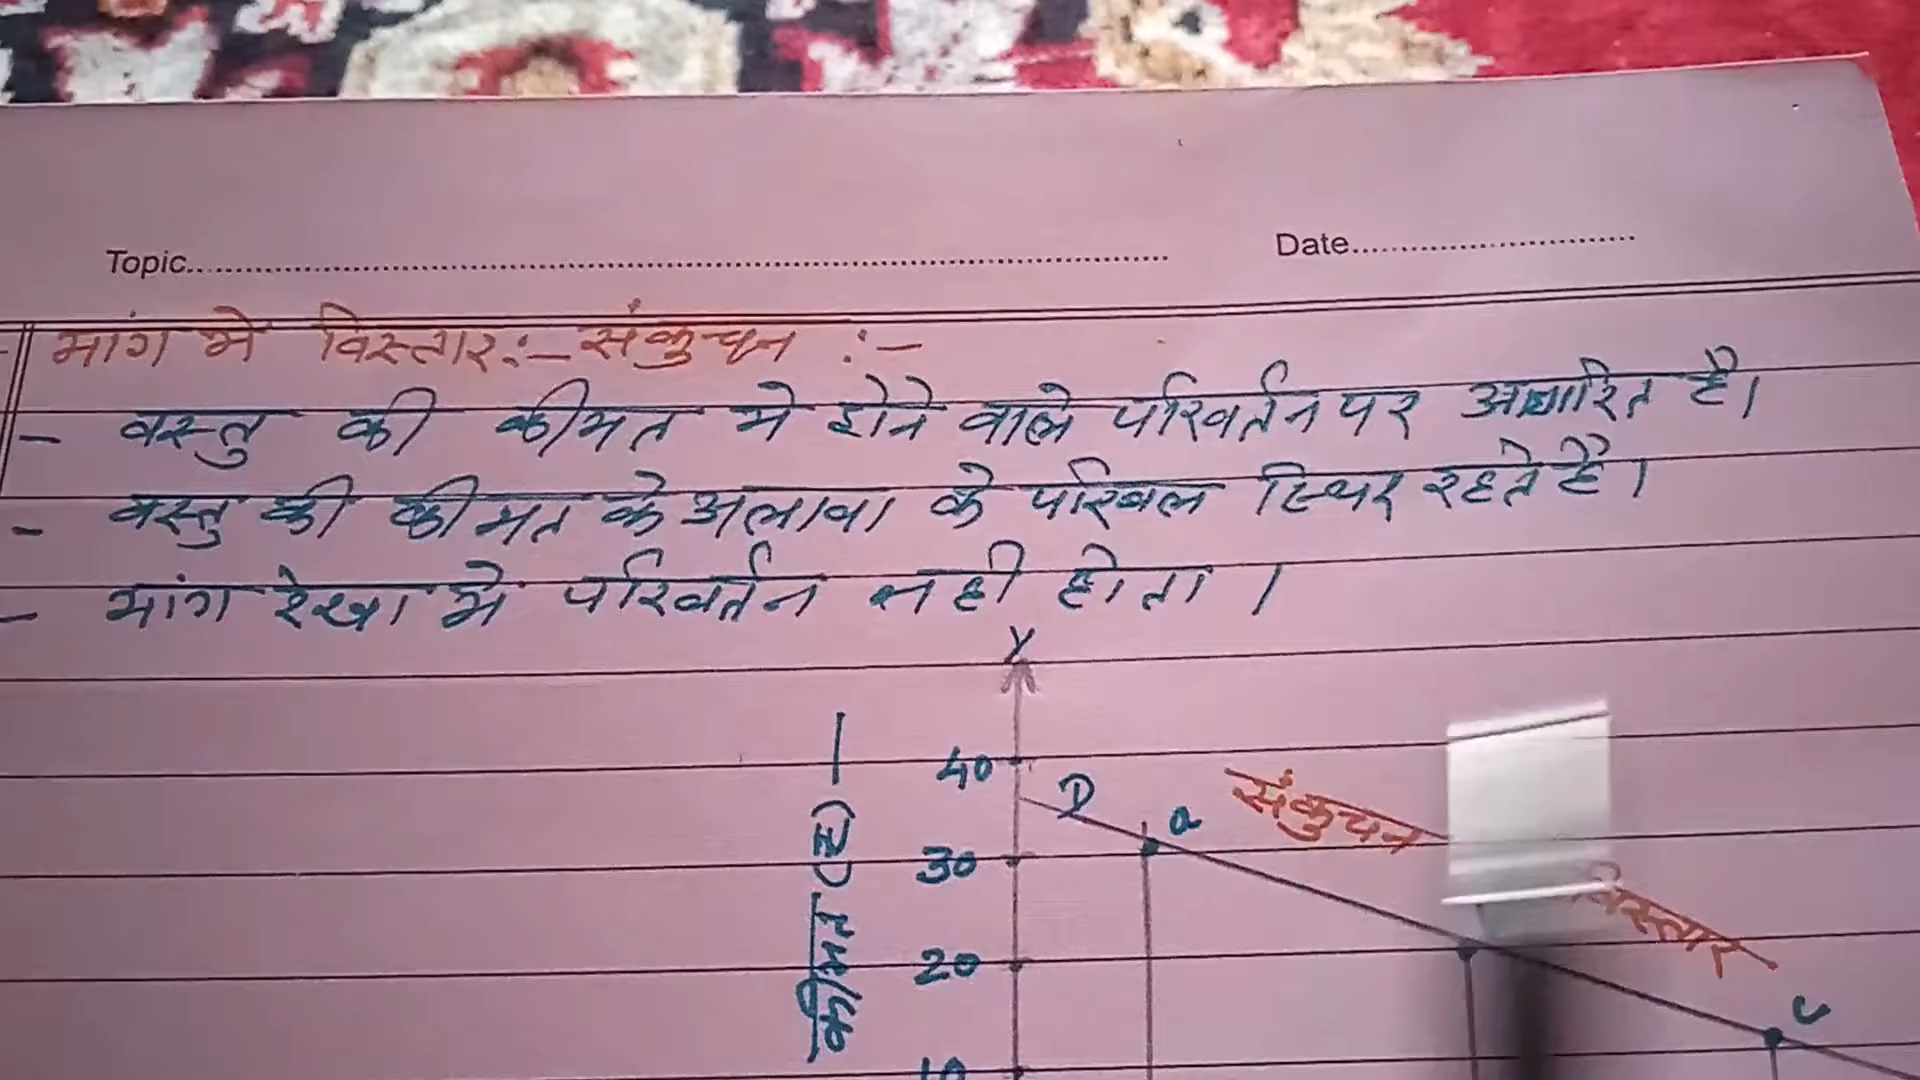 Topic.......... Date..........
मांग मे विस्तार:- संकुचन :-
- वस्तु की कीमत मे होने वाले परिवर्तन पर आधारित है।
- वस्तु की कीमत के अलावा के परिबल स्थिर रहते है।
- मांग रेखा मे परिवर्तन नही होता।
Y
40
D
a
संकुचन
कीमत (₹)
30
विस्तार
20
c
10